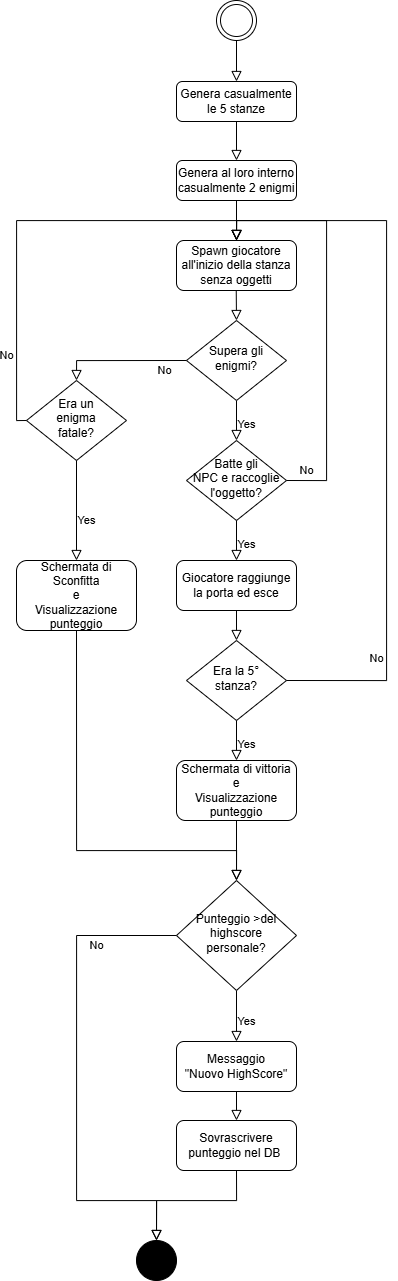 Genera casualmente
le 5 stanze
Genera al loro interno
casualmente 2 enigmi
Spawn giocatore
all'inizio della stanza
senza oggetti
Supera gli
enigmi?
No
No
Era un
enigma
fatale?
Yes
Batte gli
NPC e raccoglie
l'oggetto?
No
Yes
Yes
Schermata di
Sconfitta
e
Visualizzazione
punteggio
Giocatore raggiunge
la porta ed esce
Era la 5°
stanza?
No
Yes
Schermata di vittoria
e
Visualizzazione
punteggio
Punteggio >del
highscore
personale?
No
Yes
Messaggio
"Nuovo HighScore"
Sovrascrivere
punteggio nel DB